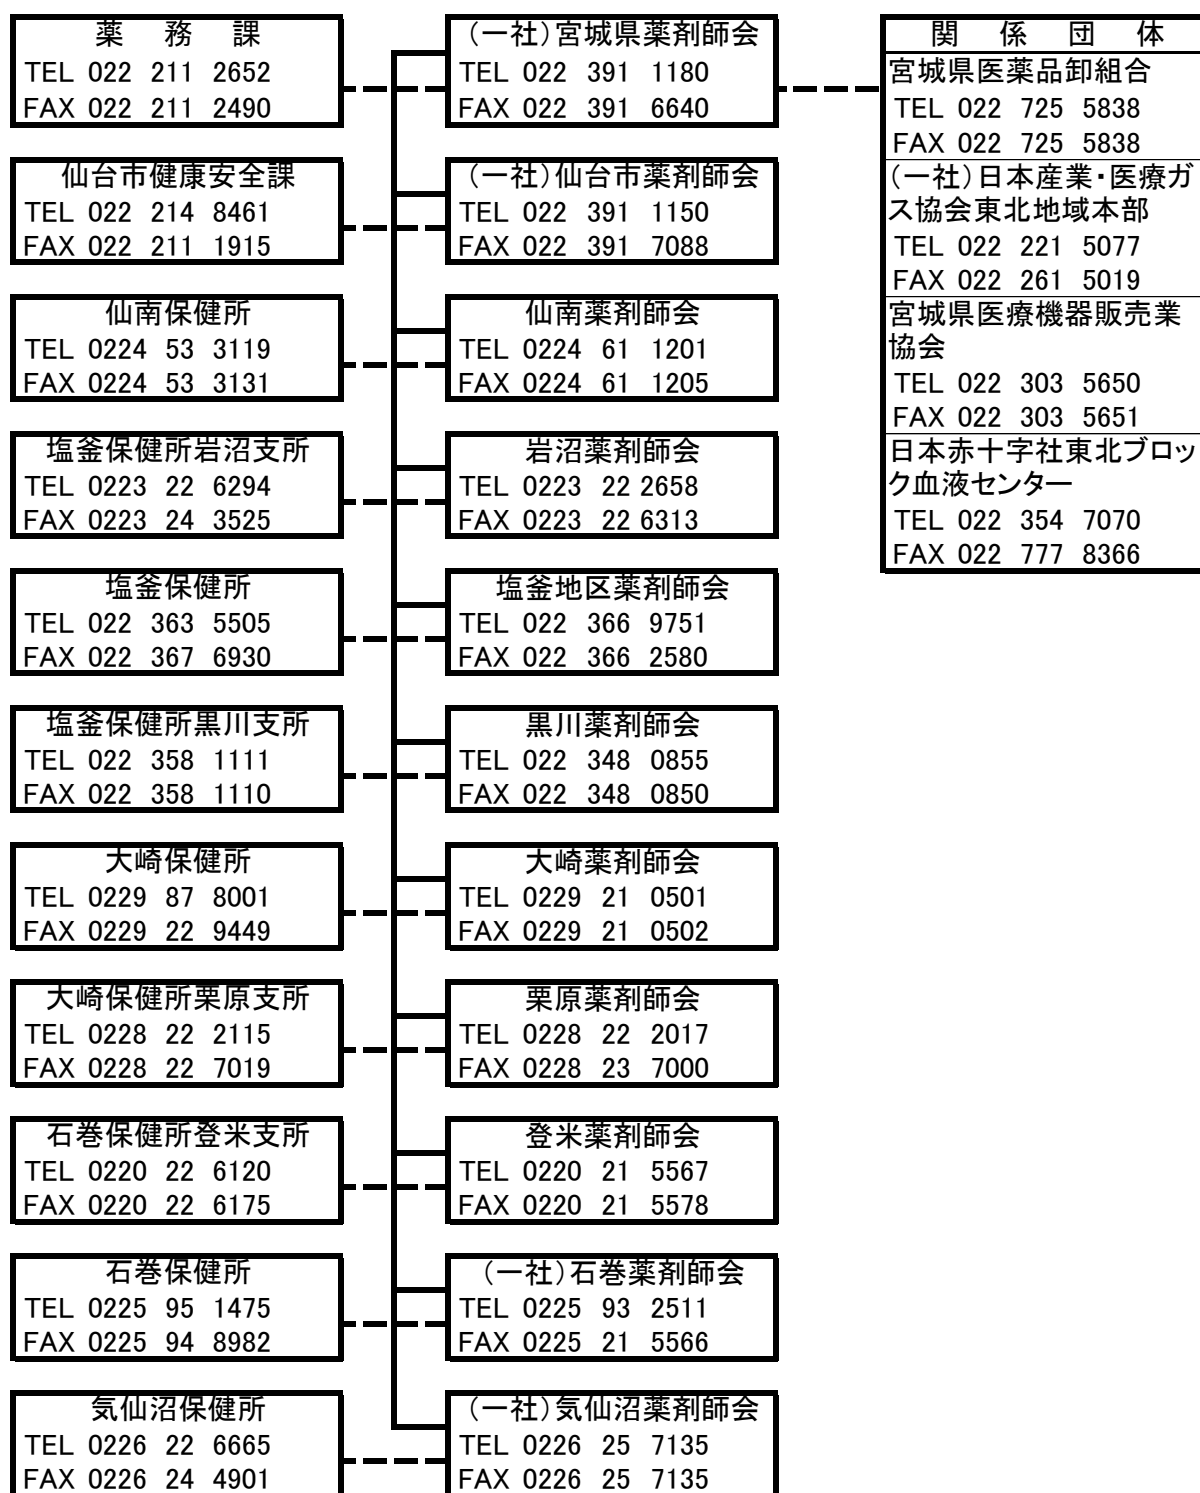 薬　務　課
TEL 022 211 2652
FAX 022 211 2490
仙台市健康安全課
TEL 022 214 8461
FAX 022 211 1915
仙南保健所
TEL 0224 53 3119
FAX 0224 53 3131
塩釜保健所岩沼支所
TEL 0223 22 6294
FAX 0223 24 3525
塩釜保健所
TEL 022 363 5505
FAX 022 367 6930
塩釜保健所黒川支所
TEL 022 358 1111
FAX 022 358 1110
大崎保健所
TEL 0229 87 8001
FAX 0229 22 9449
大崎保健所栗原支所
TEL 0228 22 2115
FAX 0228 22 7019
石巻保健所登米支所
TEL 0220 22 6120
FAX 0220 22 6175
石巻保健所
TEL 0225 95 1475
FAX 0225 94 8982
気仙沼保健所
TEL 0226 22 6665
FAX 0226 24 4901
（一社）宮城県薬剤師会
TEL 022 391 1180
FAX 022 391 6640
（一社）仙台市薬剤師会
TEL 022 391 1150
FAX 022 391 7088
仙南薬剤師会
TEL 0224 61 1201
FAX 0224 61 1205
岩沼薬剤師会
TEL 0223 22 2658
FAX 0223 22 6313
塩釜地区薬剤師会
TEL 022 366 9751
FAX 022 366 2580
黒川薬剤師会
TEL 022 348 0855
FAX 022 348 0850
大崎薬剤師会
TEL 0229 21 0501
FAX 0229 21 0502
栗原薬剤師会
TEL 0228 22 2017
FAX 0228 23 7000
登米薬剤師会
TEL 0220 21 5567
FAX 0220 21 5578
（一社）石巻薬剤師会
TEL 0225 93 2511
FAX 0225 21 5566
（一社）気仙沼薬剤師会
TEL 0226 25 7135
FAX 0226 25 7135
関　係　団　体
宮城県医薬品卸組合
TEL 022 725 5838
FAX 022 725 5838
（一社）日本産業・医療ガ
ス協会東北地域本部
TEL 022 221 5077
FAX 022 261 5019
宮城県医療機器販売業
協会
TEL 022 303 5650
FAX 022 303 5651
日本赤十字社東北ブロッ
ク血液センター
TEL 022 354 7070
FAX 022 777 8366